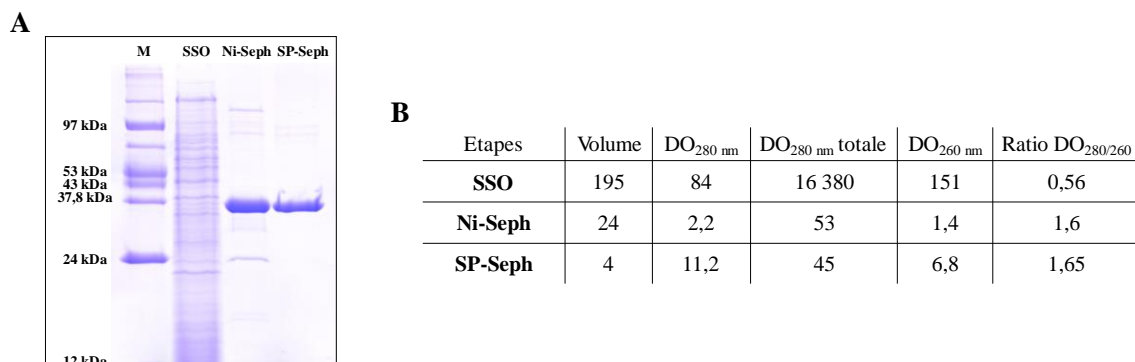 A
M SSO Ni-Seph SP-Seph
97 kDa
53 kDa
43 kDa
37,8 kDa
24 kDa
12 kDa
B
Etapes Volume DO280 nm DO280 nm totale DO260 nm Ratio DO280/260
SSO 195 84 16 380 151 0,56
Ni-Seph 24 2,2 53 1,4 1,6
SP-Seph 4 11,2 45 6,8 1,65